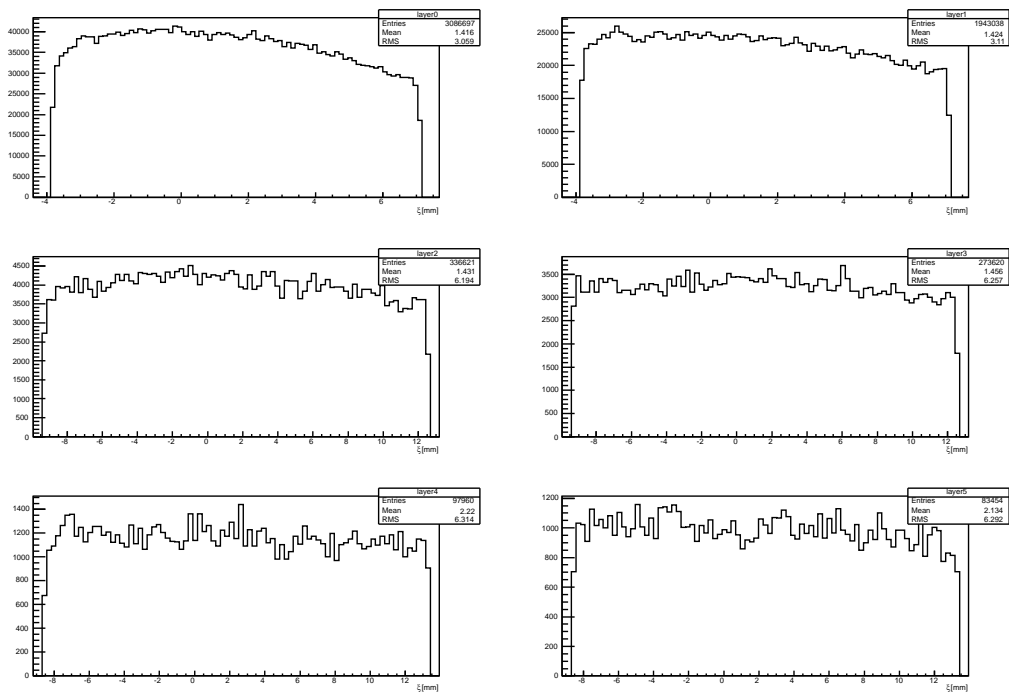 layer0
Entries 3086697
Mean 1.416
RMS 3.059
40000
35000
30000
25000
20000
15000
10000
5000
0
-4 -2 0 2 4 6
ξ[mm]
layer1
Entries 1943038
Mean 1.424
RMS 3.11
25000
20000
15000
10000
5000
0
-4 -2 0 2 4 6
ξ[mm]
layer2
Entries 336621
Mean 1.431
RMS 6.194
4500
4000
3500
3000
2500
2000
1500
1000
500
0
-8 -6 -4 -2 0 2 4 6 8 10 12
ξ[mm]
layer3
Entries 273620
Mean 1.456
RMS 6.257
3500
3000
2500
2000
1500
1000
500
0
-8 -6 -4 -2 0 2 4 6 8 10 12
ξ[mm]
layer4
Entries 97960
Mean 2.22
RMS 6.314
1400
1200
1000
800
600
400
200
0
-8 -6 -4 -2 0 2 4 6 8 10 12
ξ[mm]
layer5
Entries 83454
Mean 2.134
RMS 6.292
1200
1000
800
600
400
200
0
-8 -6 -4 -2 0 2 4 6 8 10 12
ξ[mm]